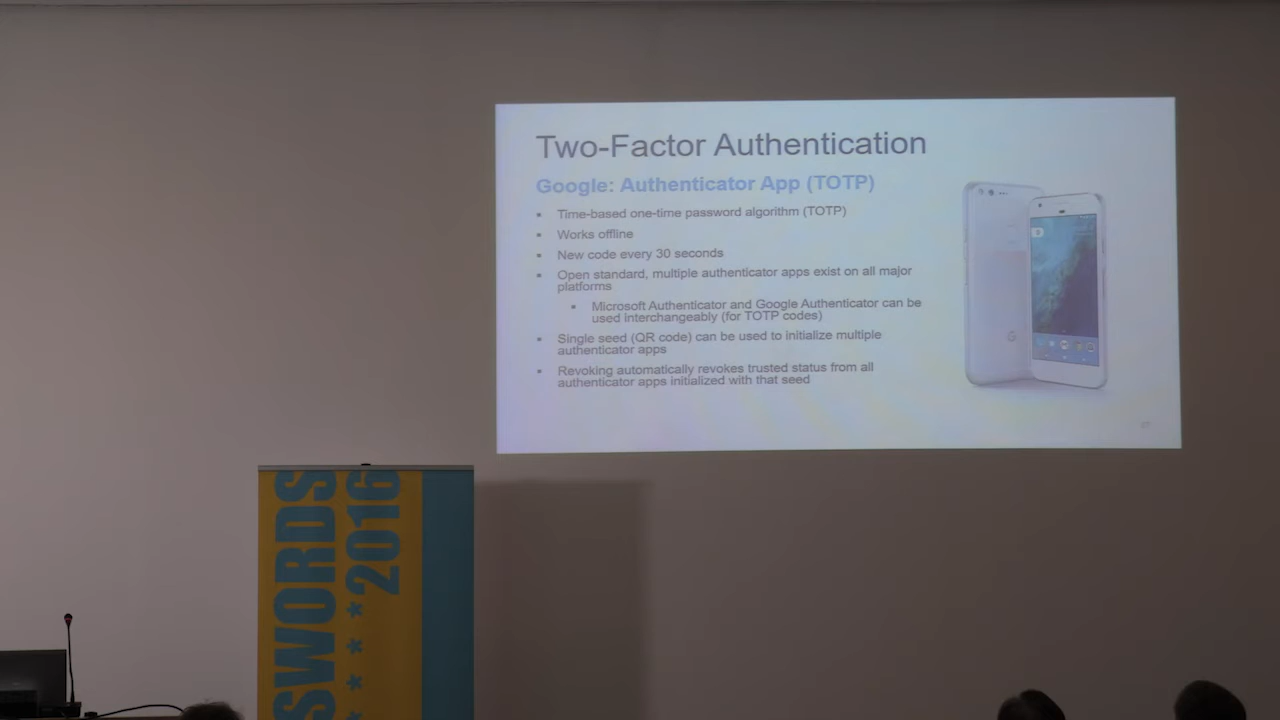 Two-Factor Authentication
Google: Authenticator App (TOTP)
Time-based one-time password algorithm (TOTP)
Works offline
New code every 30 seconds
Open standard, multiple authenticator apps exist on all major
platforms
Microsoft Authenticator and Google Authenticator can be
used interchangeably (for TOTP codes)
Single seed (QR code) can be used to initialize multiple
authenticator apps
Revoking automatically revokes trusted status from all
authenticator apps initialized with that seed
SWORDS
* * * *2016